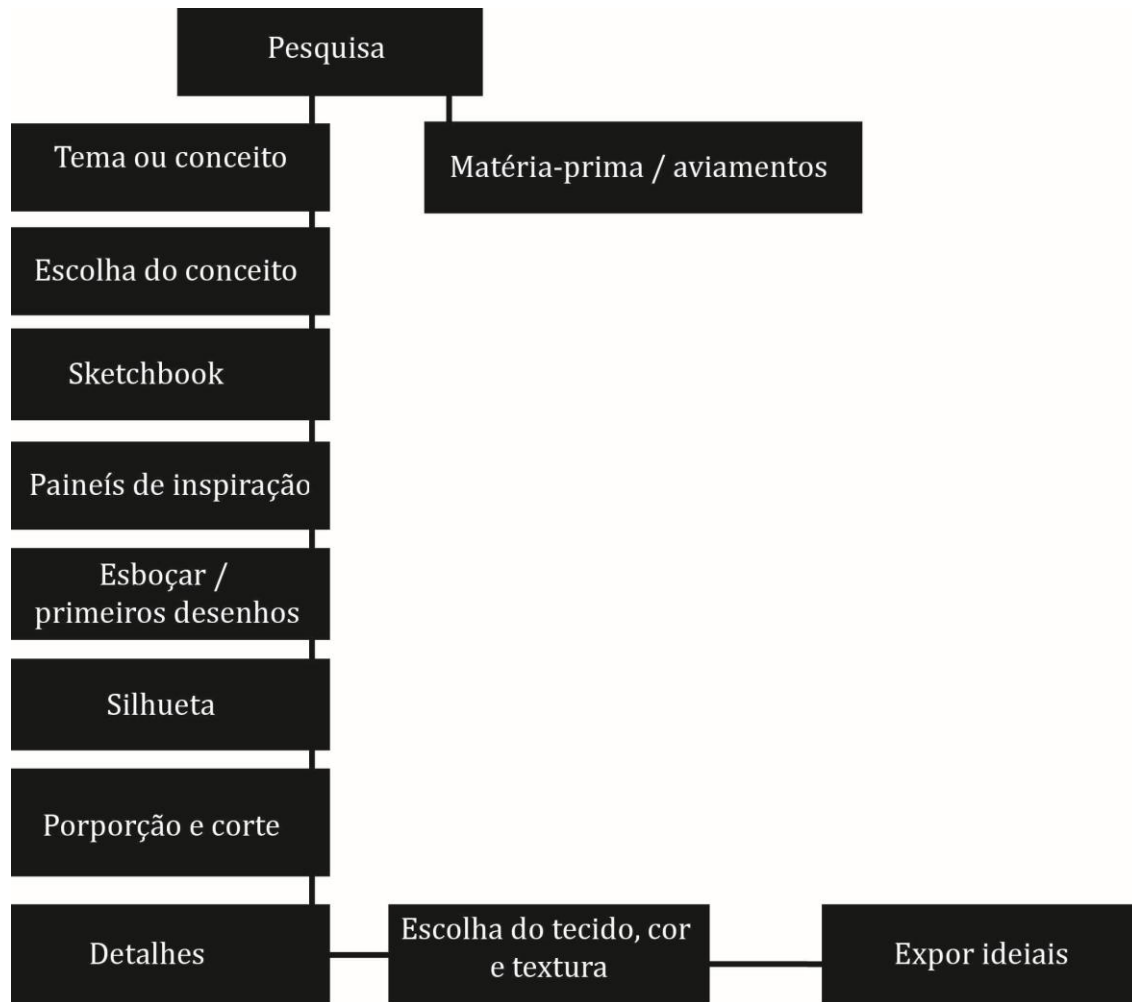 Pesquisa
Tema ou conceito
Matéria-prima / aviamentos
Escolha do conceito
Sketchbook
Paineís de inspiração
Esboçar /
primeiros desenhos
Silhueta
Porporção e corte
Detalhes
Escolha do tecido, cor
e textura
Expor ideiais